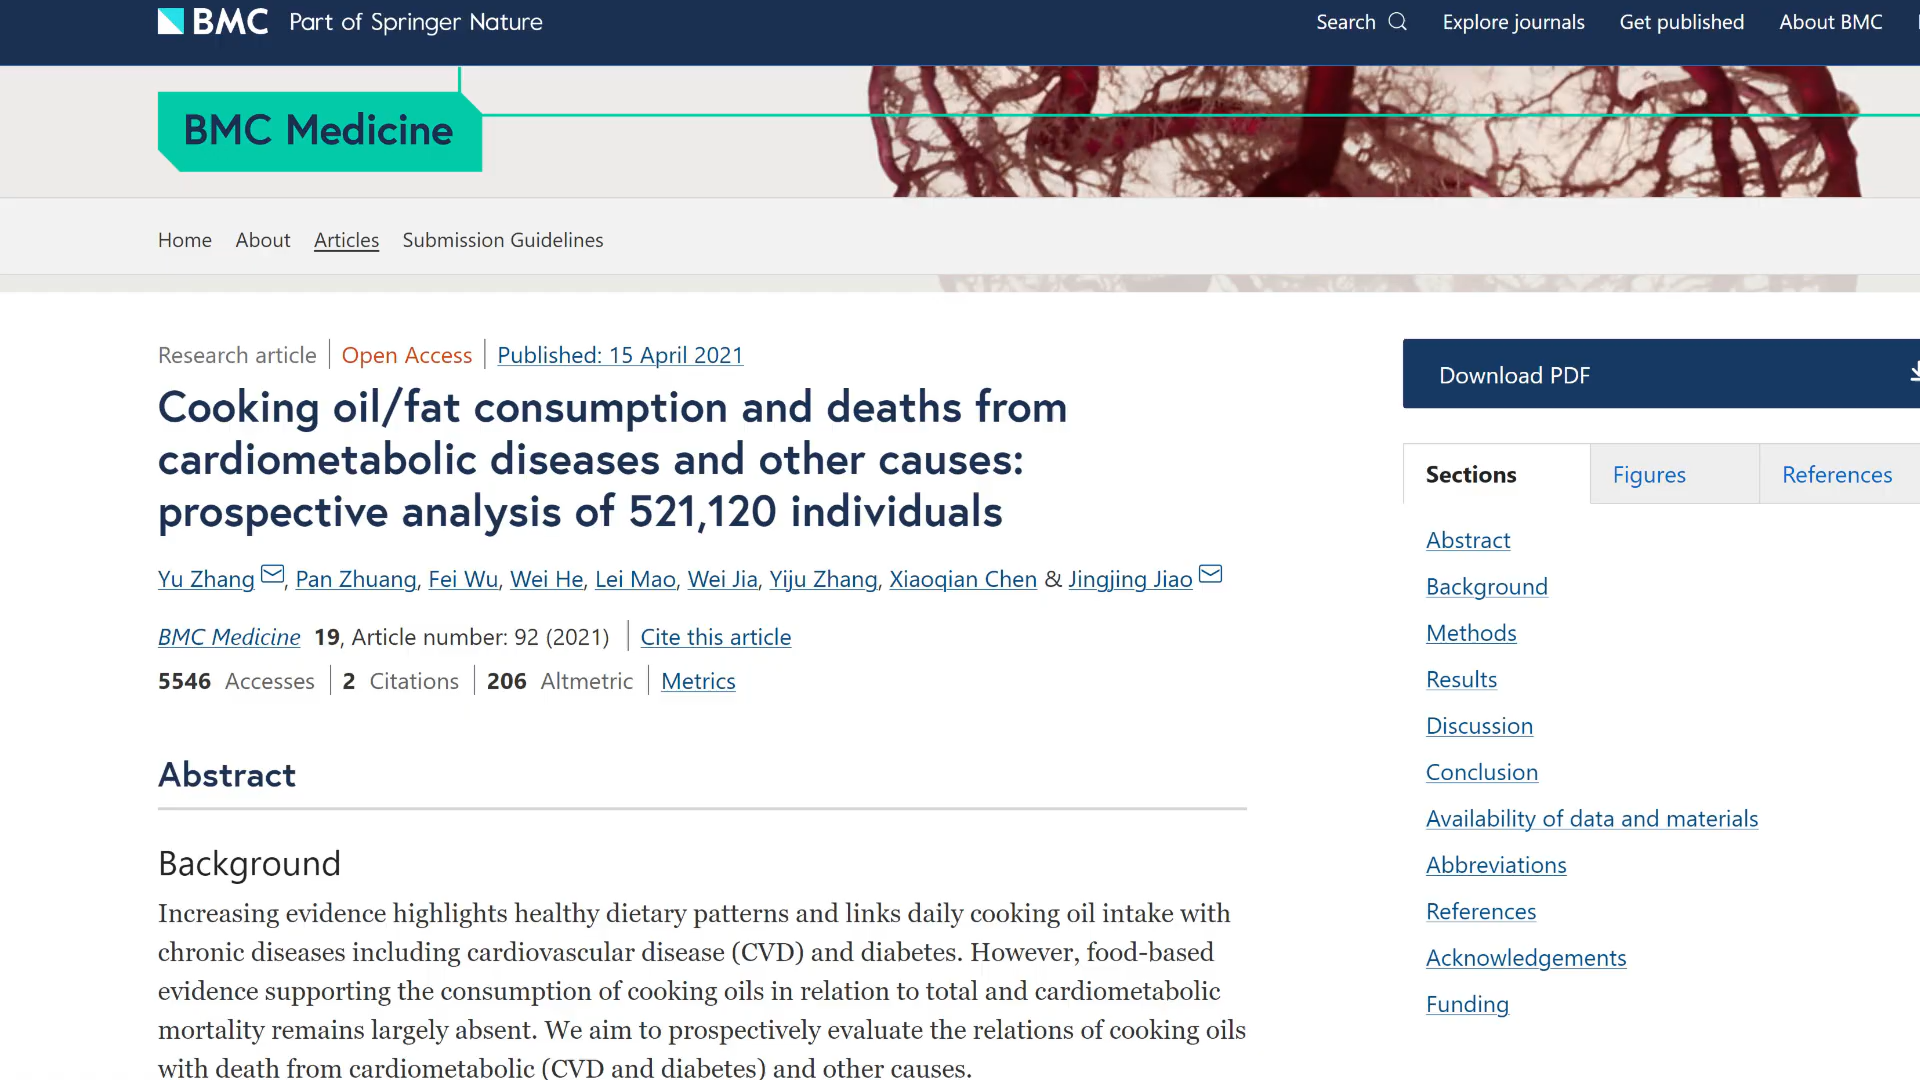 BMC Part of Springer Nature
Search Explore journals Get published About BMC
BMC Medicine
Home About Articles Submission Guidelines
Research article Open Access Published: 15 April 2021
Cooking oil/fat consumption and deaths from
cardiometabolic diseases and other causes:
prospective analysis of 521,120 individuals
Yu Zhang, Pan Zhuang, Fei Wu, Wei He, Lei Mao, Wei Jia, Yiju Zhang, Xiaoqian Chen & Jingjing Jiao
BMC Medicine 19, Article number: 92 (2021) Cite this article
5546 Accesses 2 Citations 206 Altmetric Metrics
Abstract
Background
Increasing evidence highlights healthy dietary patterns and links daily cooking oil intake with
chronic diseases including cardiovascular disease (CVD) and diabetes. However, food-based
evidence supporting the consumption of cooking oils in relation to total and cardiometabolic
mortality remains largely absent. We aim to prospectively evaluate the relations of cooking oils
with death from cardiometabolic (CVD and diabetes) and other causes.
Download PDF
Sections Figures References
Abstract
Background
Methods
Results
Discussion
Conclusion
Availability of data and materials
Abbreviations
References
Acknowledgements
Funding